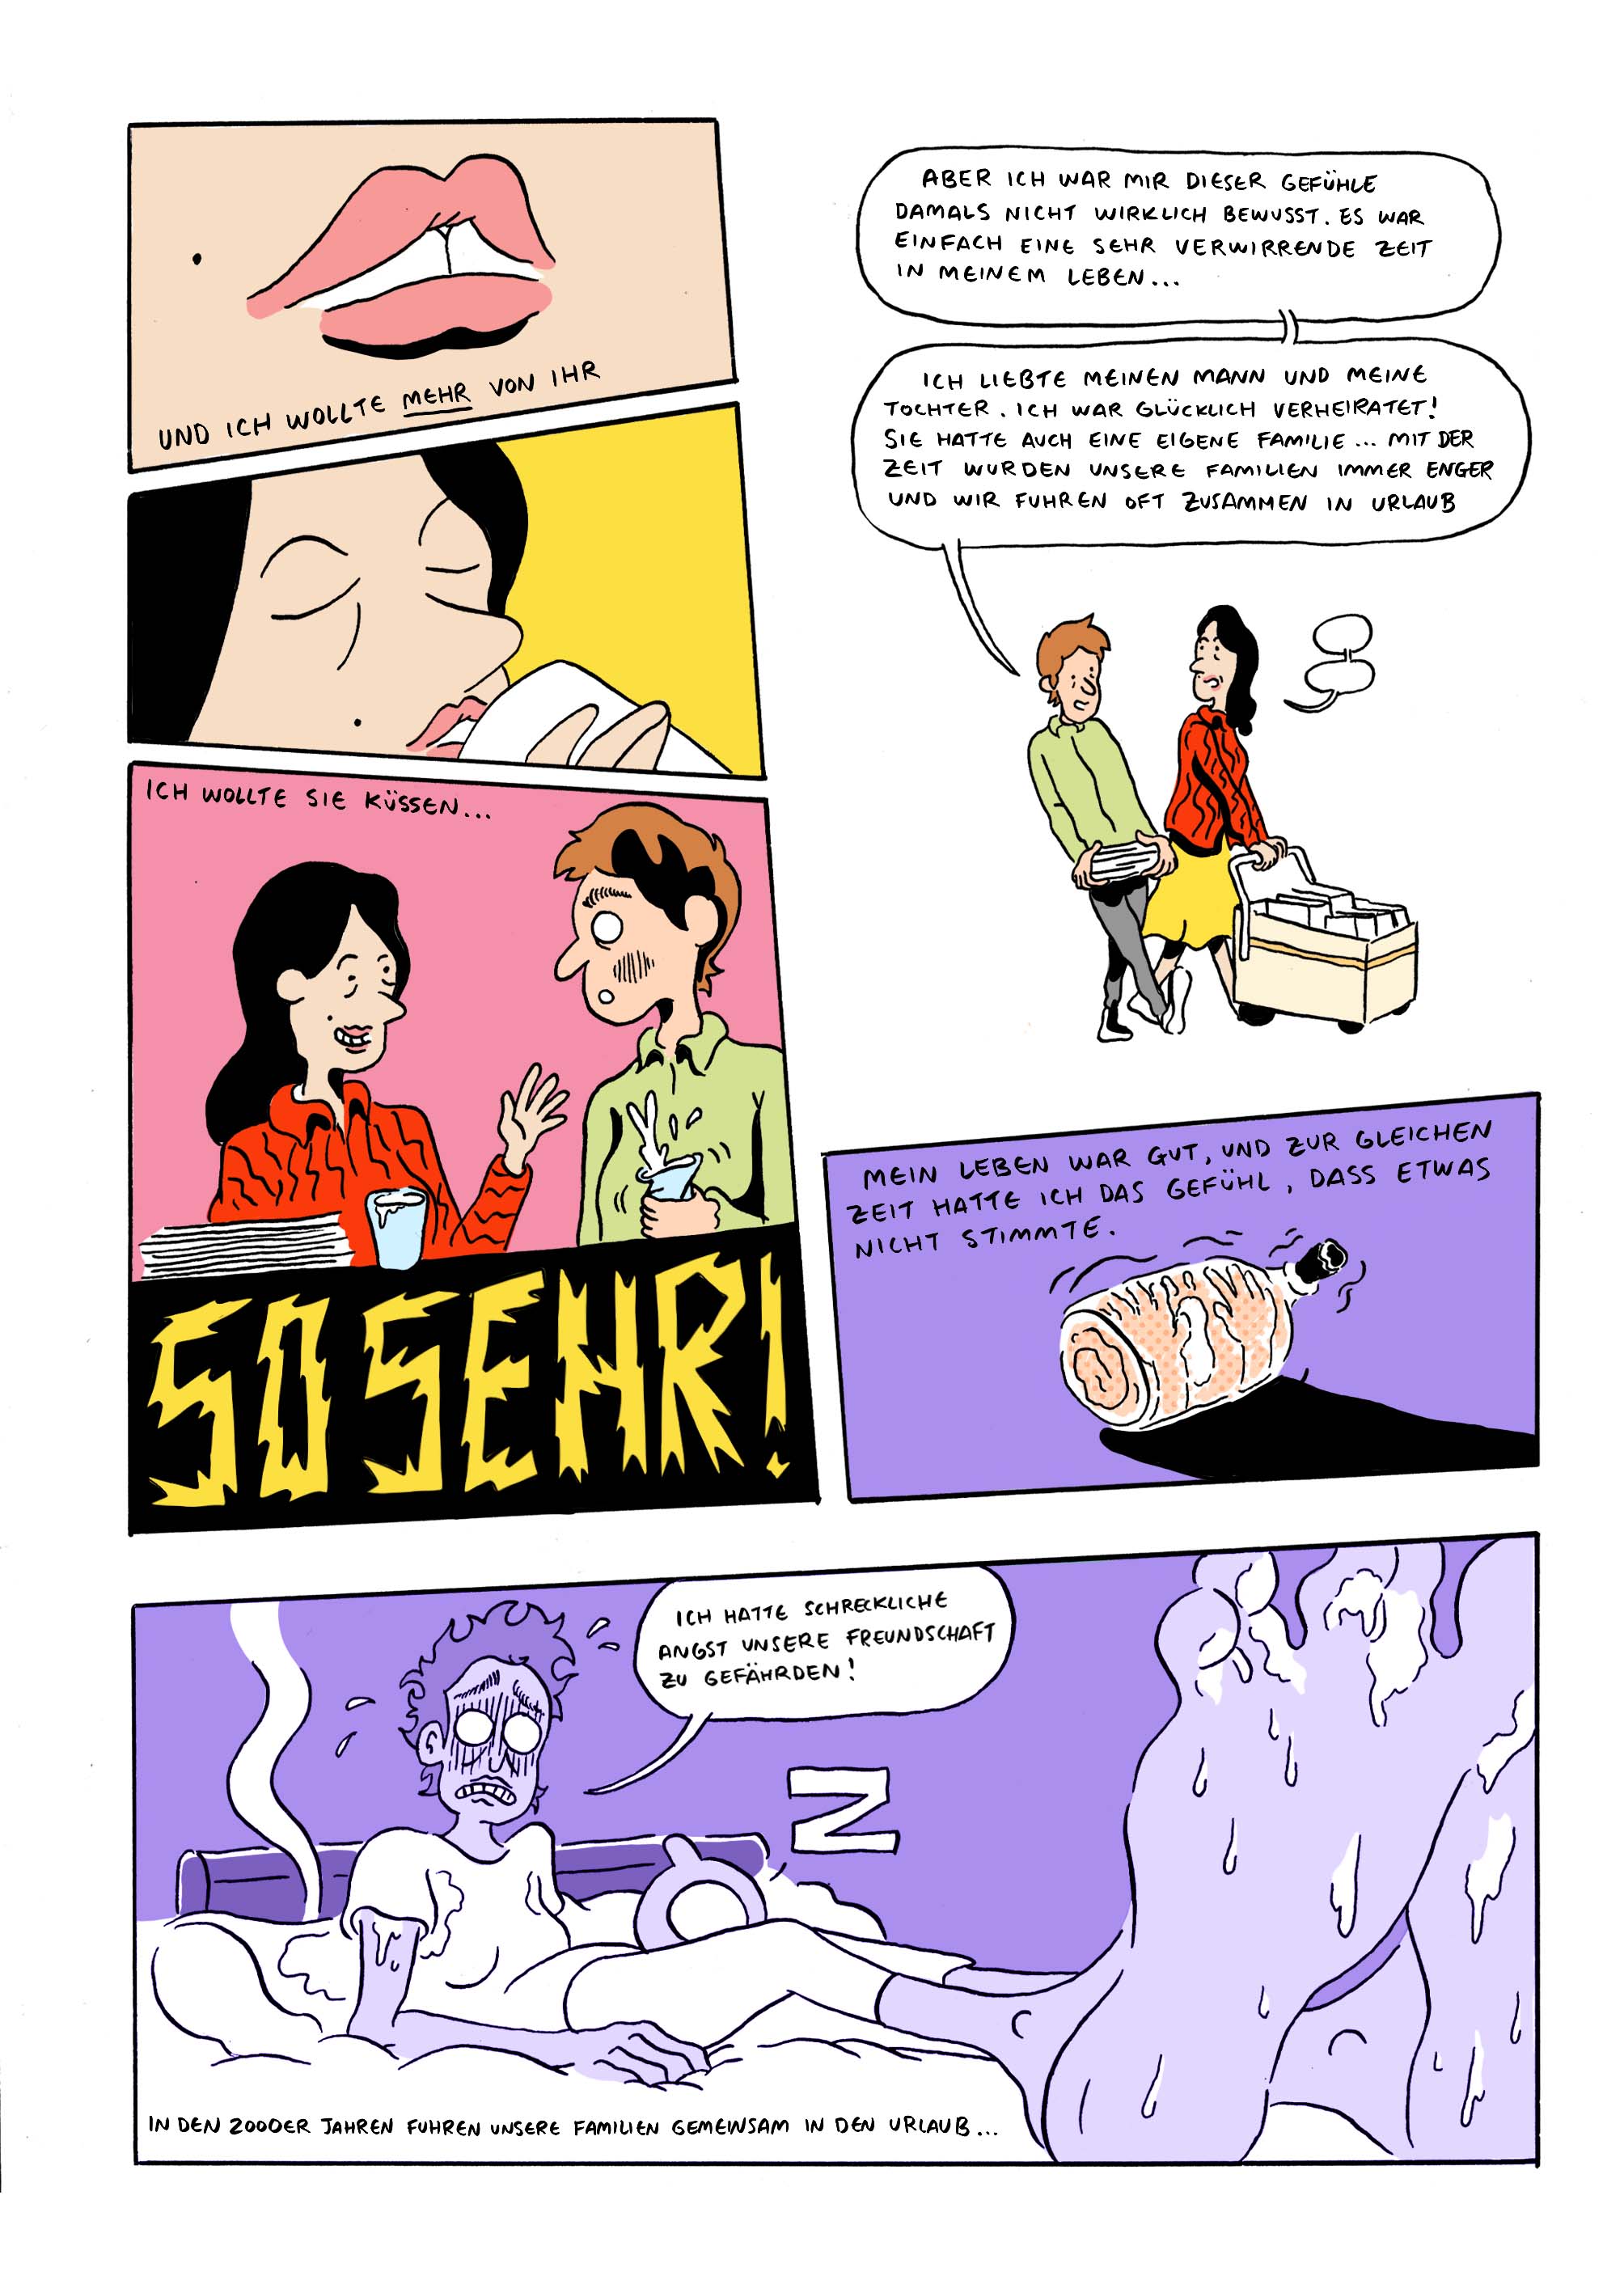 UND ICH WOLLTE MEHR VON IHR
ICH WOLLTE SIE KÜSSEN...
SO SEHR!
ABER ICH WAR MIR DIESER GEFÜHLE
DAMALS NICHT WIRKLICH BEWUSST. ES WAR
EINFACH EINE SEHR VERWIRRENDE ZEIT
IN MEINEM LEBEN...
ICH LIEBTE MEINEN MANN UND MEINE
TOCHTER. ICH WAR GLÜCKLICH VERHEIRATET!
SIE HATTE AUCH EINE EIGENE FAMILIE... MIT DER
ZEIT WURDEN UNSERE FAMILIEN IMMER ENGER
UND WIR FUHREN OFT ZUSAMMEN IN URLAUB
MEIN LEBEN WAR GUT, UND ZUR GLEICHEN
ZEIT HATTE ICH DAS GEFÜHL, DASS ETWAS
NICHT STIMMTE.
ICH HATTE SCHRECKLICHE
ANGST UNSERE FREUNDSCHAFT
ZU GEFÄHRDEN!
N
IN DEN 2000ER JAHREN FUHREN UNSERE FAMILIEN GEMEINSAM IN DEN URLAUB...